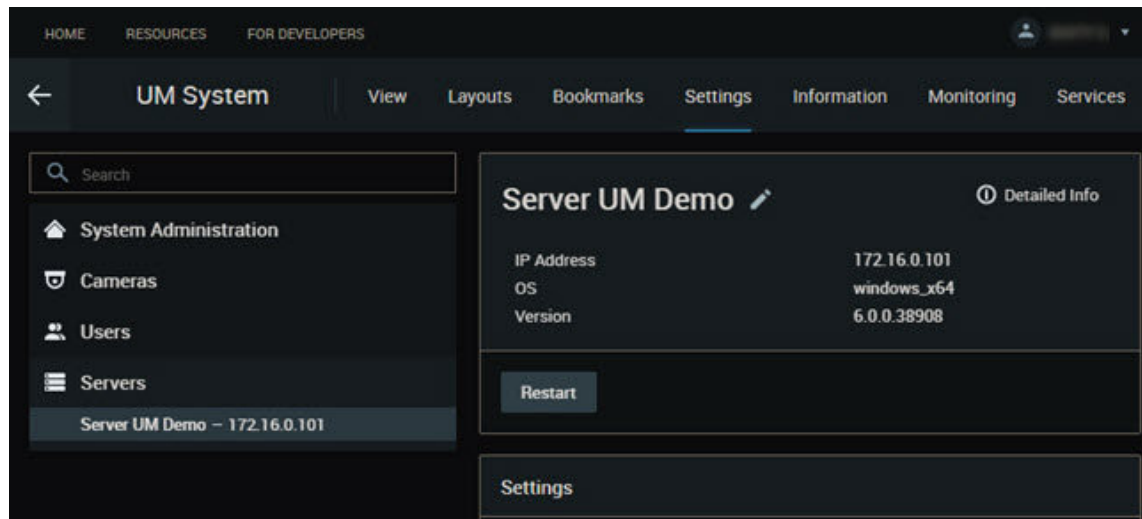 HOME RESOURCES FOR DEVELOPERS
UM System View Layouts Bookmarks Settings Information Monitoring Services
Search
System Administration
Cameras
Users
Servers
Server UM Demo – 172.16.0.101
Server UM Demo Detailed Info
IP Address 172.16.0.101
OS windows_x64
Version 6.0.0.38908
Restart
Settings